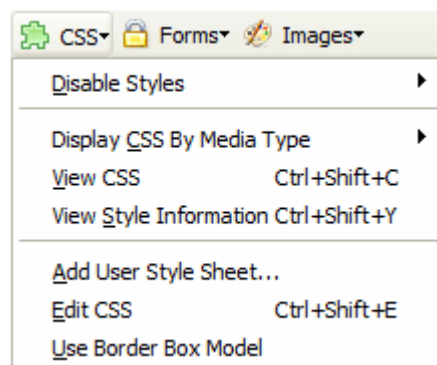 CSS Forms Images
Disable Styles
Display CSS By Media Type
View CSS Ctrl+Shift+C
View Style Information Ctrl+Shift+Y
Add User Style Sheet...
Edit CSS Ctrl+Shift+E
Use Border Box Model